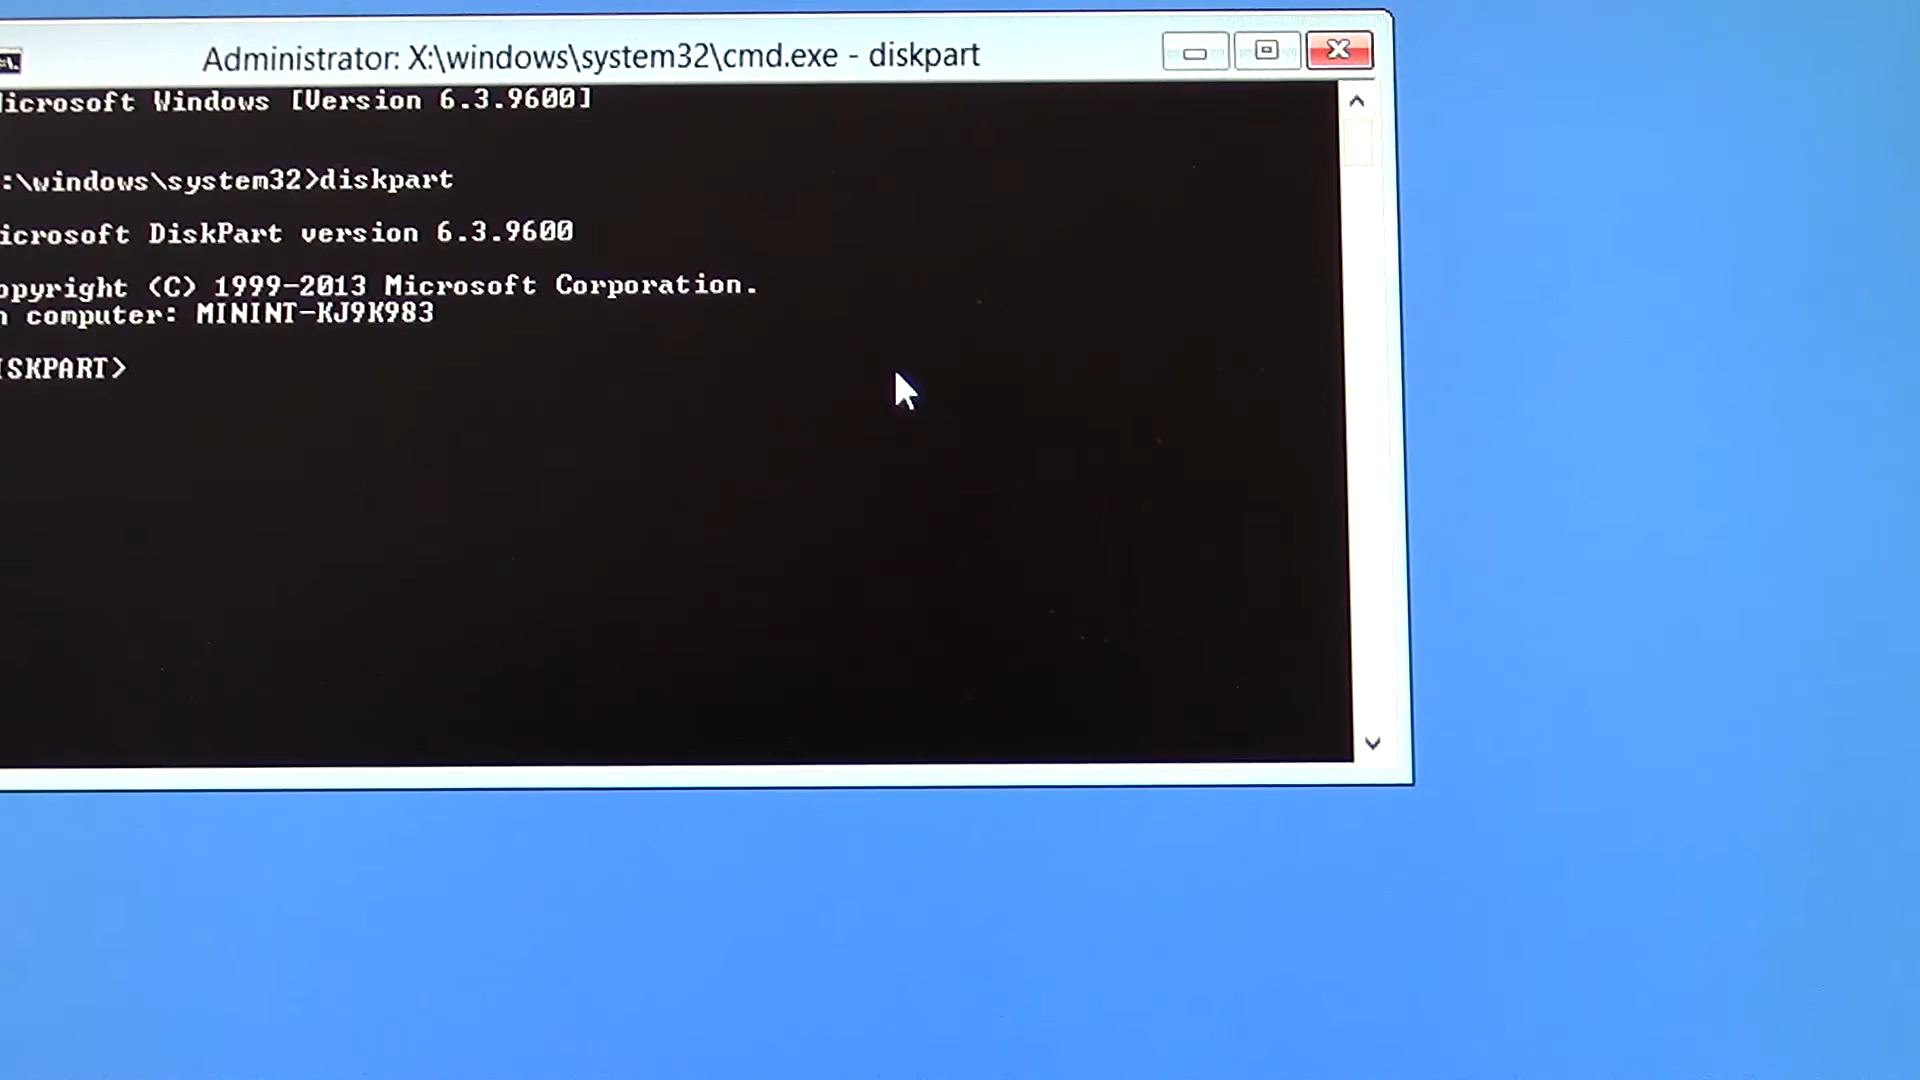 Administrator: X:\windows\system32\cmd.exe - diskpart
icrosoft Windows [Version 6.3.9600]
:\windows\system32>diskpart
icrosoft DiskPart version 6.3.9600
opyright (C) 1999-2013 Microsoft Corporation.
n computer: MININT-KJ9K983
ISKPART>